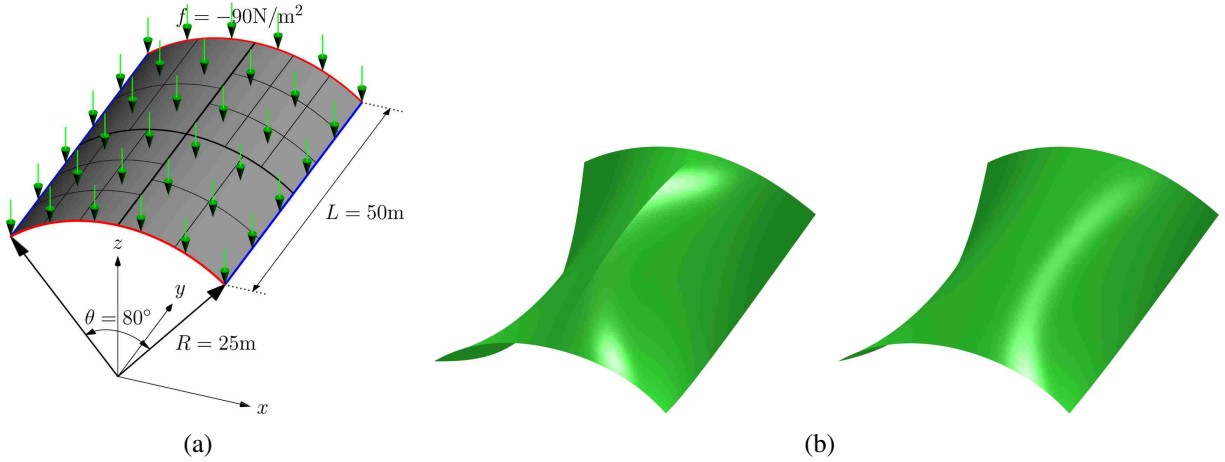 f = −90N/m²
L = 50m
z
y
θ = 80°
R = 25m
x
(a)
(b)